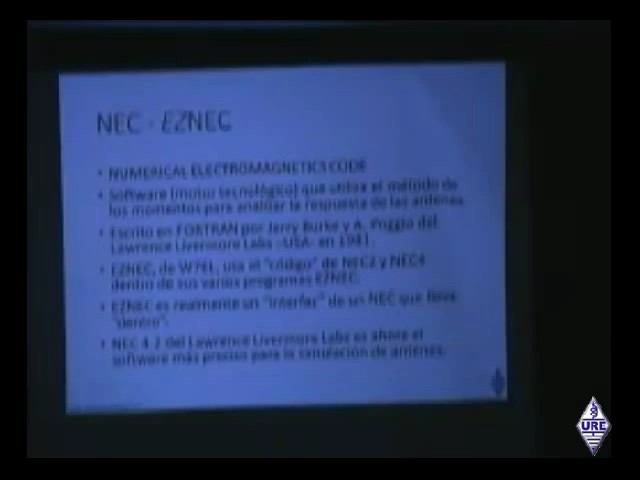 NEC - EZNEC
• NUMERICAL ELECTROMAGNETICS CODE
• Software (motor tecnológico) que utiliza el método de
los momentos para analizar la respuesta de las antenas.
• Escrito en FORTRAN por Jerry Burke y A. Poggio del
Lawrence Livermore Labs -USA- en 1981.
• EZNEC, de W7EL, usa el "código" de NEC2 y NEC4
dentro de sus varios programas EZNEC.
• EZNEC es realmente un "interfaz" de un NEC que lleva
"dentro".
• NEC 4.2 del Lawrence Livermore Labs es ahora el
software más preciso para la simulación de antenas.
URE